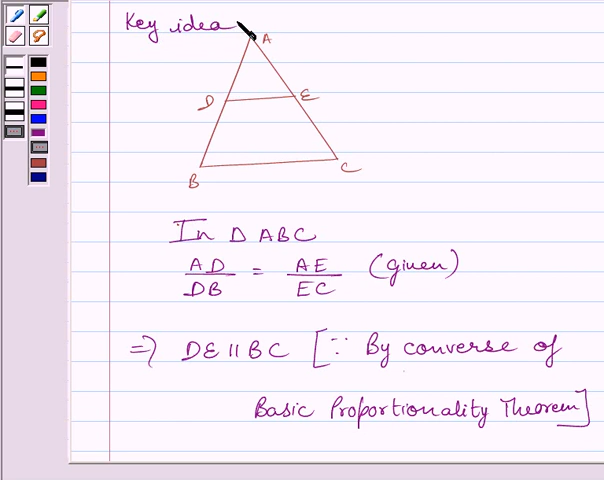 Key idea
A
D E
B C
In Δ ABC
AD/DB = AE/EC (given)
⇒ DE || BC [∵ By converse of
Basic Proportionality Theorem]